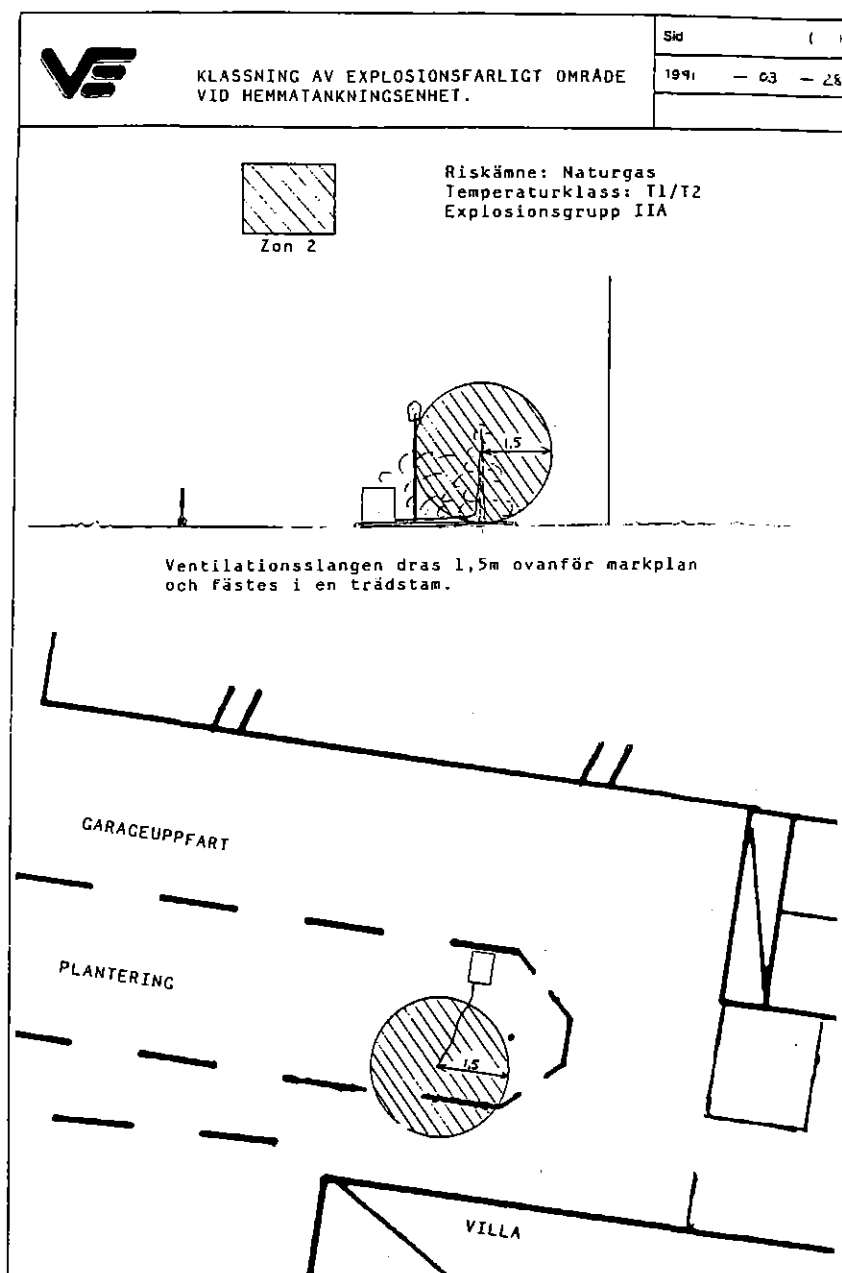 VE
KLASSNING AV EXPLOSIONSFARLIGT OMRÅDE
VID HEMMATANKNINGSENHET.
Sid (
1991 - 03 - 28
Riskämne: Naturgas
Temperaturklass: T1/T2
Explosionsgrupp IIA
Zon 2
1,5
Ventilationsslangen dras 1,5m ovanför markplan
och fästes i en trädstam.
GARAGEUPPFART
PLANTERING
1,5
VILLA